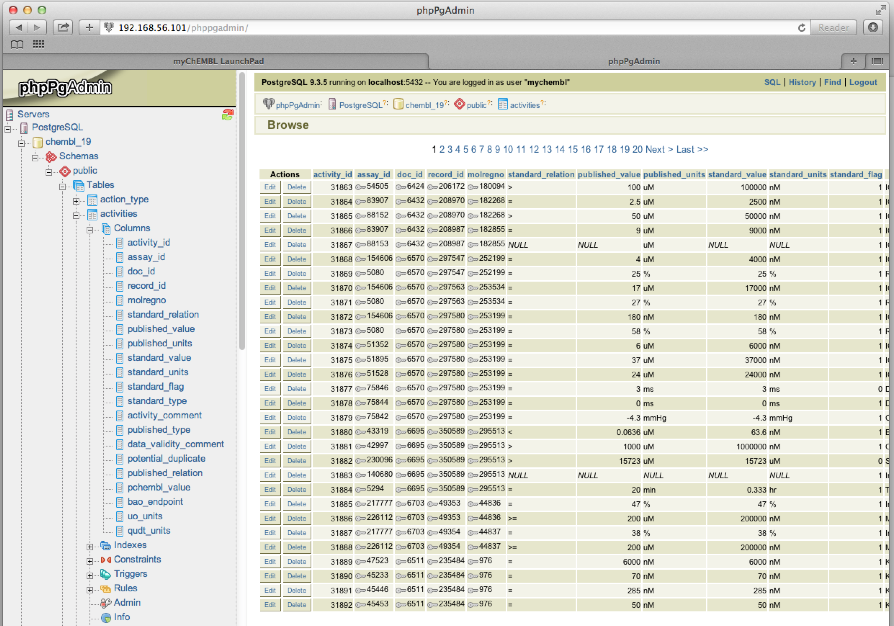 phpPgAdmin
192.168.56.101/phppgadmin/
Reader
myChEMBL LaunchPad
phpPgAdmin
phpPgAdmin
Servers
PostgreSQL
chembl_19
Schemas
public
Tables
action_type
activities
Columns
activity_id
assay_id
doc_id
record_id
molregno
standard_relation
published_value
published_units
standard_value
standard_units
standard_flag
standard_type
activity_comment
published_type
data_validity_comment
potential_duplicate
published_relation
pchembl_value
bao_endpoint
uo_units
qudt_units
Indexes
Constraints
Triggers
Rules
Admin
Info
PostgreSQL 9.3.5 running on localhost:5432 -- You are logged in as user "mychembl"
SQL | History | Find | Logout
phpPgAdmin: PostgreSQL?: chembl_19?: public?: activities?:
Browse
1 2 3 4 5 6 7 8 9 10 11 12 13 14 15 16 17 18 19 20 Next > Last >>
Actions activity_id assay_id doc_id record_id molregno standard_relation published_value published_units standard_value standard_units standard_flag
Edit Delete 31863 54505 6424 206172 180094 > 100 uM 100000 nM 1
Edit Delete 31864 83907 6432 208970 182268 = 2.5 uM 2500 nM 1
Edit Delete 31865 88152 6432 208970 182268 > 50 uM 50000 nM 1
Edit Delete 31866 83907 6432 208987 182855 = 9 uM 9000 nM 1
Edit Delete 31867 88153 6432 208987 182855 NULL NULL uM NULL NULL 1
Edit Delete 31868 154606 6570 297547 252199 = 4 uM 4000 nM 1
Edit Delete 31869 5080 6570 297547 252199 = 25 % 25 % 1
Edit Delete 31870 154606 6570 297563 253534 = 17 uM 17000 nM 1
Edit Delete 31871 5080 6570 297563 253534 = 27 % 27 % 1
Edit Delete 31872 154606 6570 297580 253199 = 180 nM 180 nM 1
Edit Delete 31873 5080 6570 297580 253199 = 58 % 58 % 1
Edit Delete 31874 51352 6570 297580 253199 = 6 uM 6000 nM 1
Edit Delete 31875 51895 6570 297580 253199 = 37 uM 37000 nM 1
Edit Delete 31876 51528 6570 297580 253199 = 24 uM 24000 nM 1
Edit Delete 31877 75846 6570 297580 253199 = 3 ms 3 ms 0
Edit Delete 31878 75844 6570 297580 253199 = 0 ms 0 ms 0
Edit Delete 31879 75842 6570 297580 253199 = -4.3 mmHg -4.3 mmHg 1
Edit Delete 31880 43319 6695 350589 295513 < 0.0636 uM 63.6 nM 1
Edit Delete 31881 42997 6695 350589 295513 > 1000 uM 1000000 nM 1
Edit Delete 31882 230096 6695 350589 295513 > 15723 uM 15723 uM 0
Edit Delete 31883 140680 6695 350589 295513 NULL NULL NULL NULL NULL 1
Edit Delete 31884 5294 6699 350589 295513 = 20 min 0.333 hr 1
Edit Delete 31885 217777 6703 49353 44836 = 47 % 47 % 1
Edit Delete 31886 226112 6703 49353 44836 >= 200 uM 200000 nM 1
Edit Delete 31887 217777 6703 49354 44837 = 38 % 38 % 1
Edit Delete 31888 226112 6703 49354 44837 >= 200 uM 200000 nM 1
Edit Delete 31889 47523 6511 235484 976 = 6000 nM 6000 nM 1
Edit Delete 31890 45233 6511 235484 976 = 70 nM 70 nM 1
Edit Delete 31891 45446 6511 235484 976 = 285 nM 285 nM 1
Edit Delete 31892 45453 6511 235484 976 = 50 nM 50 nM 1